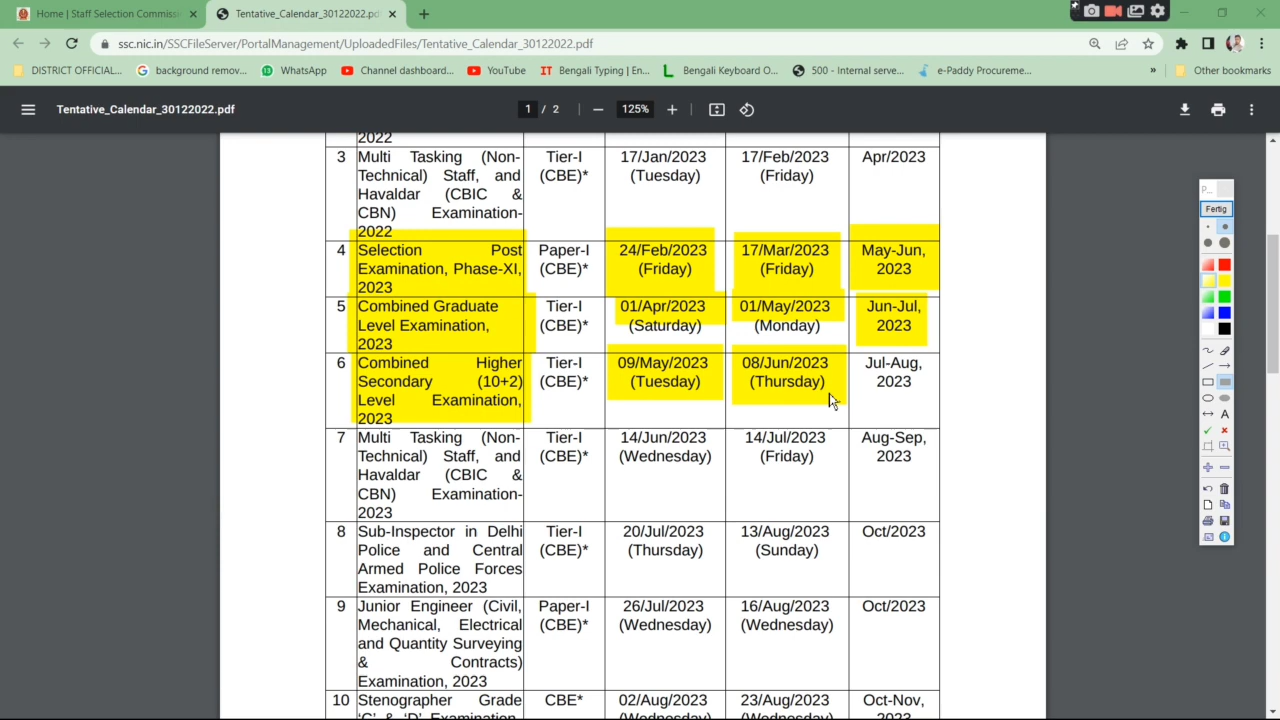 Home | Staff Selection Commissi
Tentative_Calendar_30122022.pd
ssc.nic.in/SSCFileServer/PortalManagement/UploadedFiles/Tentative_Calendar_30122022.pdf
DISTRICT OFFICIAL... background remov... WhatsApp Channel dashboard... YouTube Bengali Typing | En... Bengali Keyboard O... 500 - Internal serve... e-Paddy Procureme... » Other bookmarks
Tentative_Calendar_30122022.pdf 1 / 2 125%
2022
3 Multi Tasking (Non- Tier-I 17/Jan/2023 17/Feb/2023 Apr/2023
Technical) Staff, and (CBE)* (Tuesday) (Friday)
Havaldar (CBIC &
CBN) Examination-
2022
4 Selection Post Paper-I 24/Feb/2023 17/Mar/2023 May-Jun,
Examination, Phase-XI, (CBE)* (Friday) (Friday) 2023
2023
5 Combined Graduate Tier-I 01/Apr/2023 01/May/2023 Jun-Jul,
Level Examination, (CBE)* (Saturday) (Monday) 2023
2023
6 Combined Higher Tier-I 09/May/2023 08/Jun/2023 Jul-Aug,
Secondary (10+2) (CBE)* (Tuesday) (Thursday) 2023
Level Examination,
2023
7 Multi Tasking (Non- Tier-I 14/Jun/2023 14/Jul/2023 Aug-Sep,
Technical) Staff, and (CBE)* (Wednesday) (Friday) 2023
Havaldar (CBIC &
CBN) Examination-
2023
8 Sub-Inspector in Delhi Tier-I 20/Jul/2023 13/Aug/2023 Oct/2023
Police and Central (CBE)* (Thursday) (Sunday)
Armed Police Forces
Examination, 2023
9 Junior Engineer (Civil, Paper-I 26/Jul/2023 16/Aug/2023 Oct/2023
Mechanical, Electrical (CBE)* (Wednesday) (Wednesday)
and Quantity Surveying
& Contracts)
Examination, 2023
10 Stenographer Grade CBE* 02/Aug/2023 23/Aug/2023 Oct-Nov,
'C' & 'D' Examination, (Wednesday) (Wednesday) 2023
Fertig